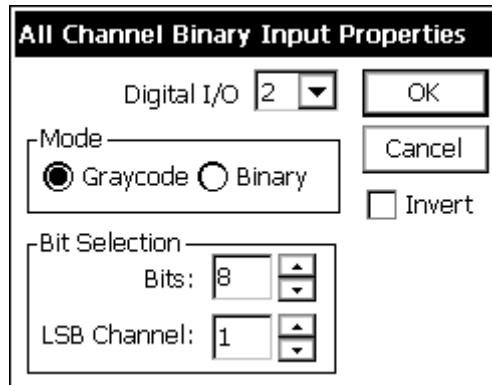 All Channel Binary Input Properties
Digital I/O 2
OK
Mode
Graycode Binary
Cancel
Invert
Bit Selection
Bits: 8
LSB Channel: 1